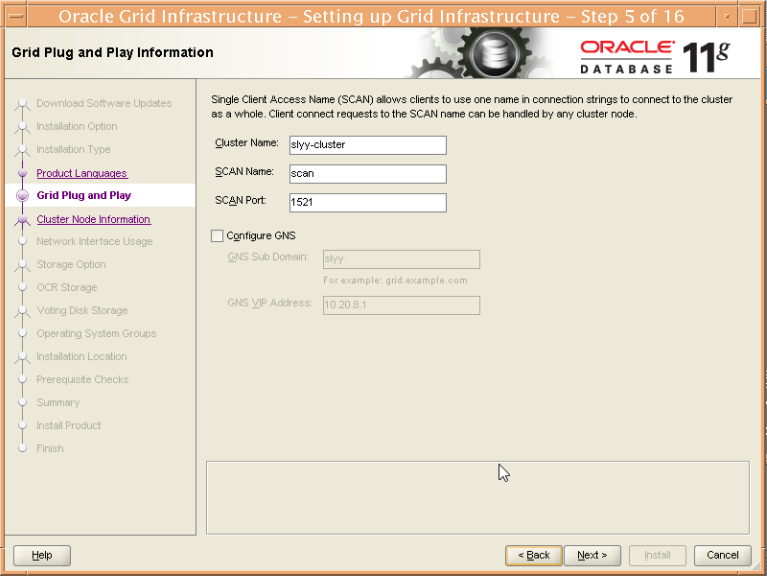 Oracle Grid Infrastructure – Setting up Grid Infrastructure – Step 5 of 16
Grid Plug and Play Information
ORACLE
DATABASE
11g
Download Software Updates
Installation Option
Installation Type
Product Languages
Grid Plug and Play
Cluster Node Information
Network Interface Usage
Storage Option
OCR Storage
Voting Disk Storage
Operating System Groups
Installation Location
Prerequisite Checks
Summary
Install Product
Finish
Single Client Access Name (SCAN) allows clients to use one name in connection strings to connect to the cluster
as a whole. Client connect requests to the SCAN name can be handled by any cluster node.
Cluster Name: slyy-cluster
SCAN Name: scan
SCAN Port: 1521
Configure GNS
GNS Sub Domain: slyy.
For example: grid.example.com
GNS VIP Address: 10.20.8.1
Help
< Back
Next >
Install
Cancel